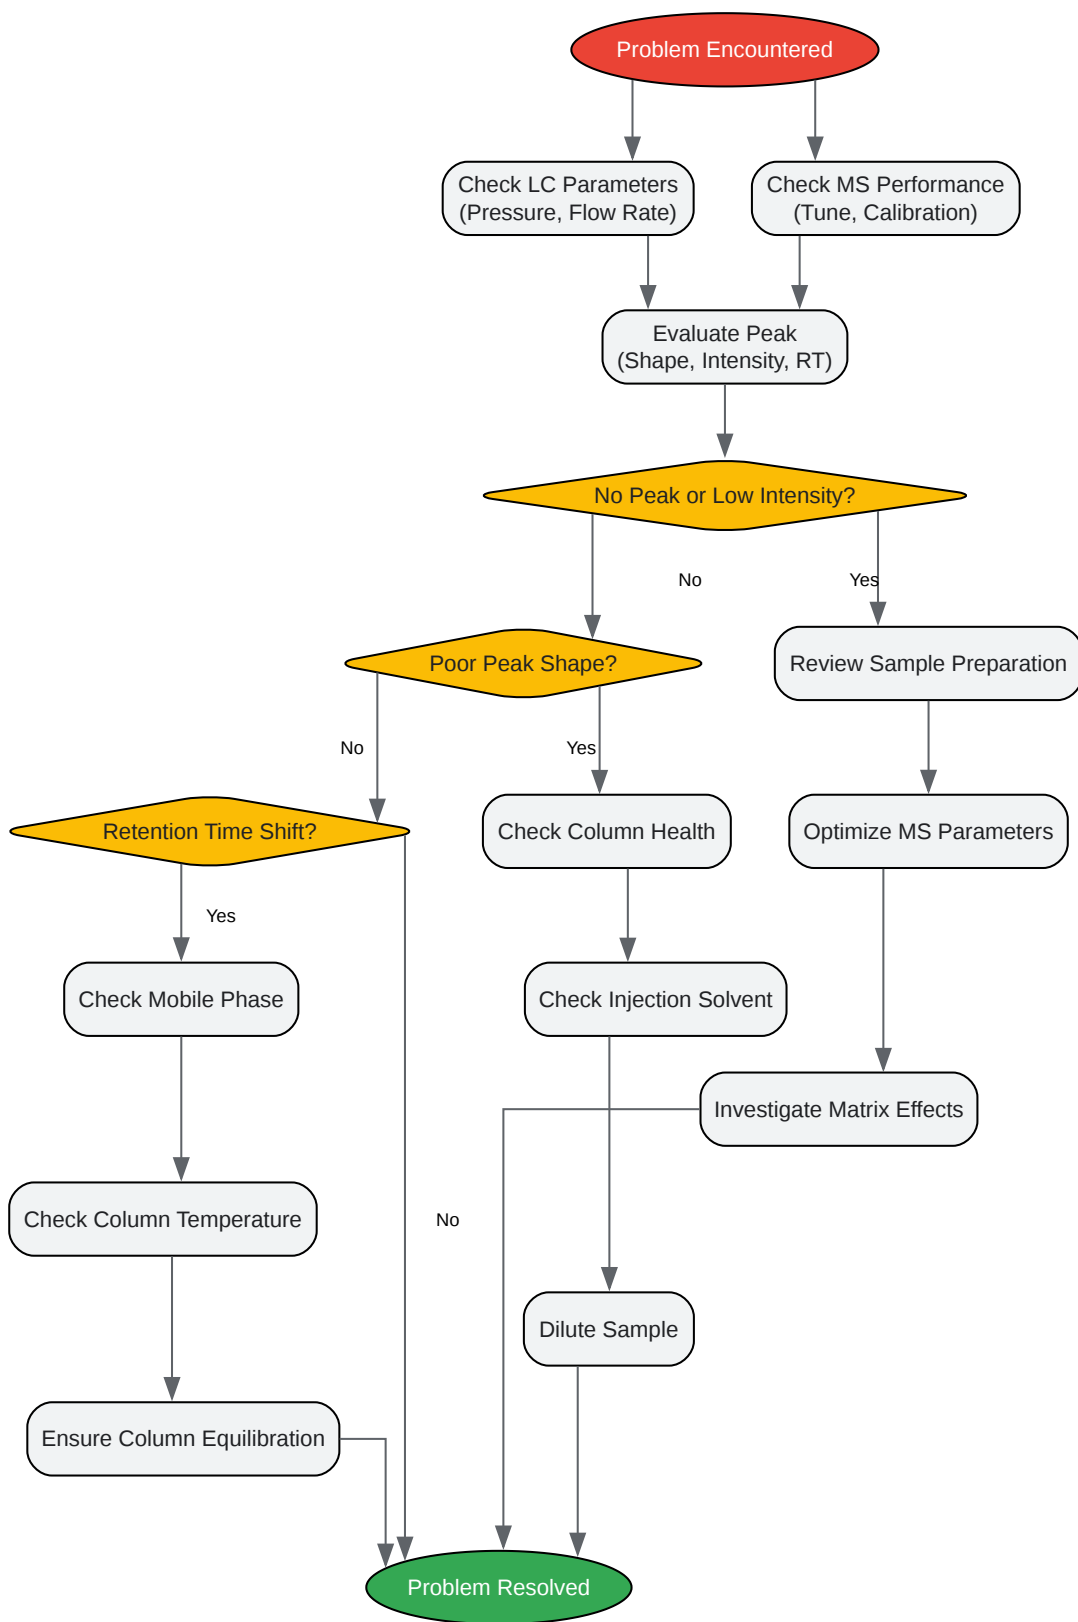 Problem Encountered
Check LC Parameters
(Pressure, Flow Rate)
Check MS Performance
(Tune, Calibration)
Evaluate Peak
(Shape, Intensity, RT)
No Peak or Low Intensity?
No
Yes
Poor Peak Shape?
Review Sample Preparation
No
Yes
Retention Time Shift?
Check Column Health
Optimize MS Parameters
Yes
Check Mobile Phase
Check Injection Solvent
Investigate Matrix Effects
Check Column Temperature
No
Dilute Sample
Ensure Column Equilibration
Problem Resolved